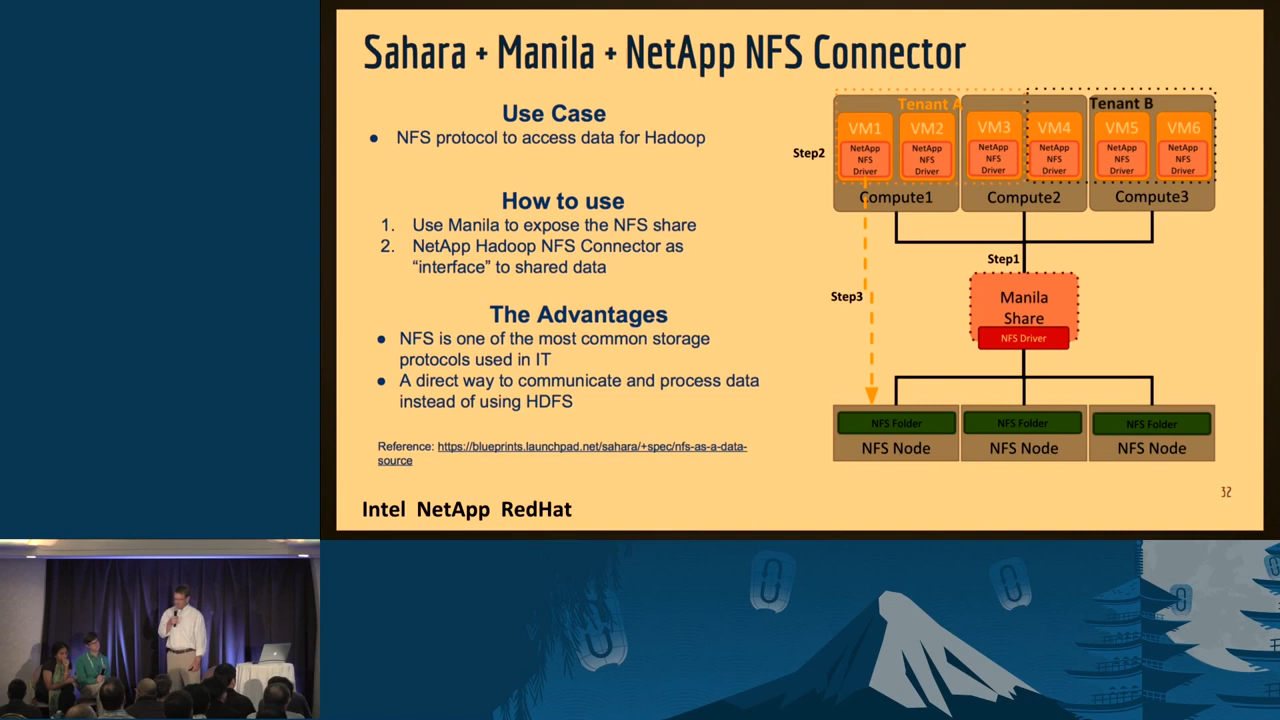 Sahara + Manila + NetApp NFS Connector
Use Case
● NFS protocol to access data for Hadoop
How to use
1. Use Manila to expose the NFS share
2. NetApp Hadoop NFS Connector as
“interface” to shared data
The Advantages
● NFS is one of the most common storage
protocols used in IT
● A direct way to communicate and process data
instead of using HDFS
Reference: https://blueprints.launchpad.net/sahara/+spec/nfs-as-a-data-
source
Intel NetApp RedHat
Tenant A
Tenant B
VM1
VM2
VM3
VM4
VM5
VM6
Step2
NetApp
NFS
Driver
NetApp
NFS
Driver
NetApp
NFS
Driver
NetApp
NFS
Driver
NetApp
NFS
Driver
NetApp
NFS
Driver
Compute1
Compute2
Compute3
Step1
Step3
Manila
Share
NFS Driver
NFS Folder
NFS Folder
NFS Folder
NFS Node
NFS Node
NFS Node
32